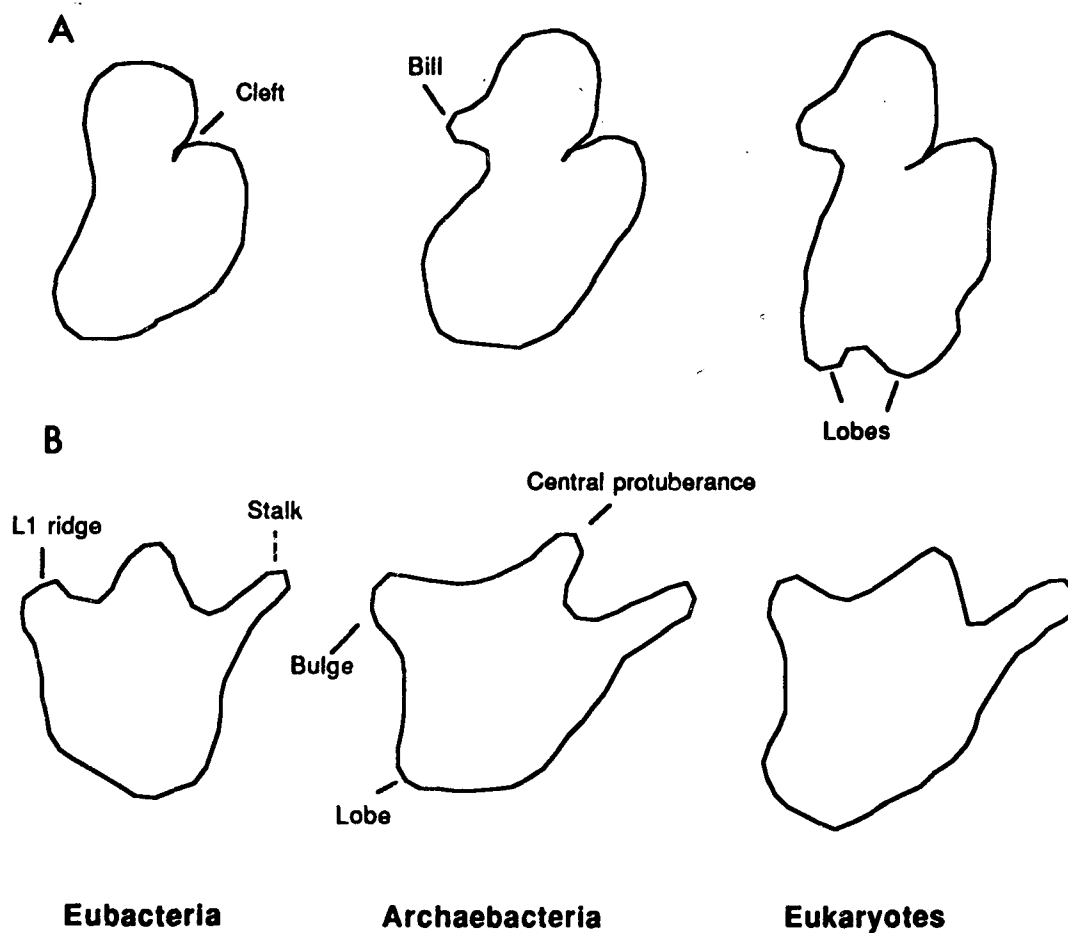 A
Cleft
Bill
Lobes
B
Central protuberance
L1 ridge
Stalk
Bulge
Lobe
Eubacteria
Archaebacteria
Eukaryotes